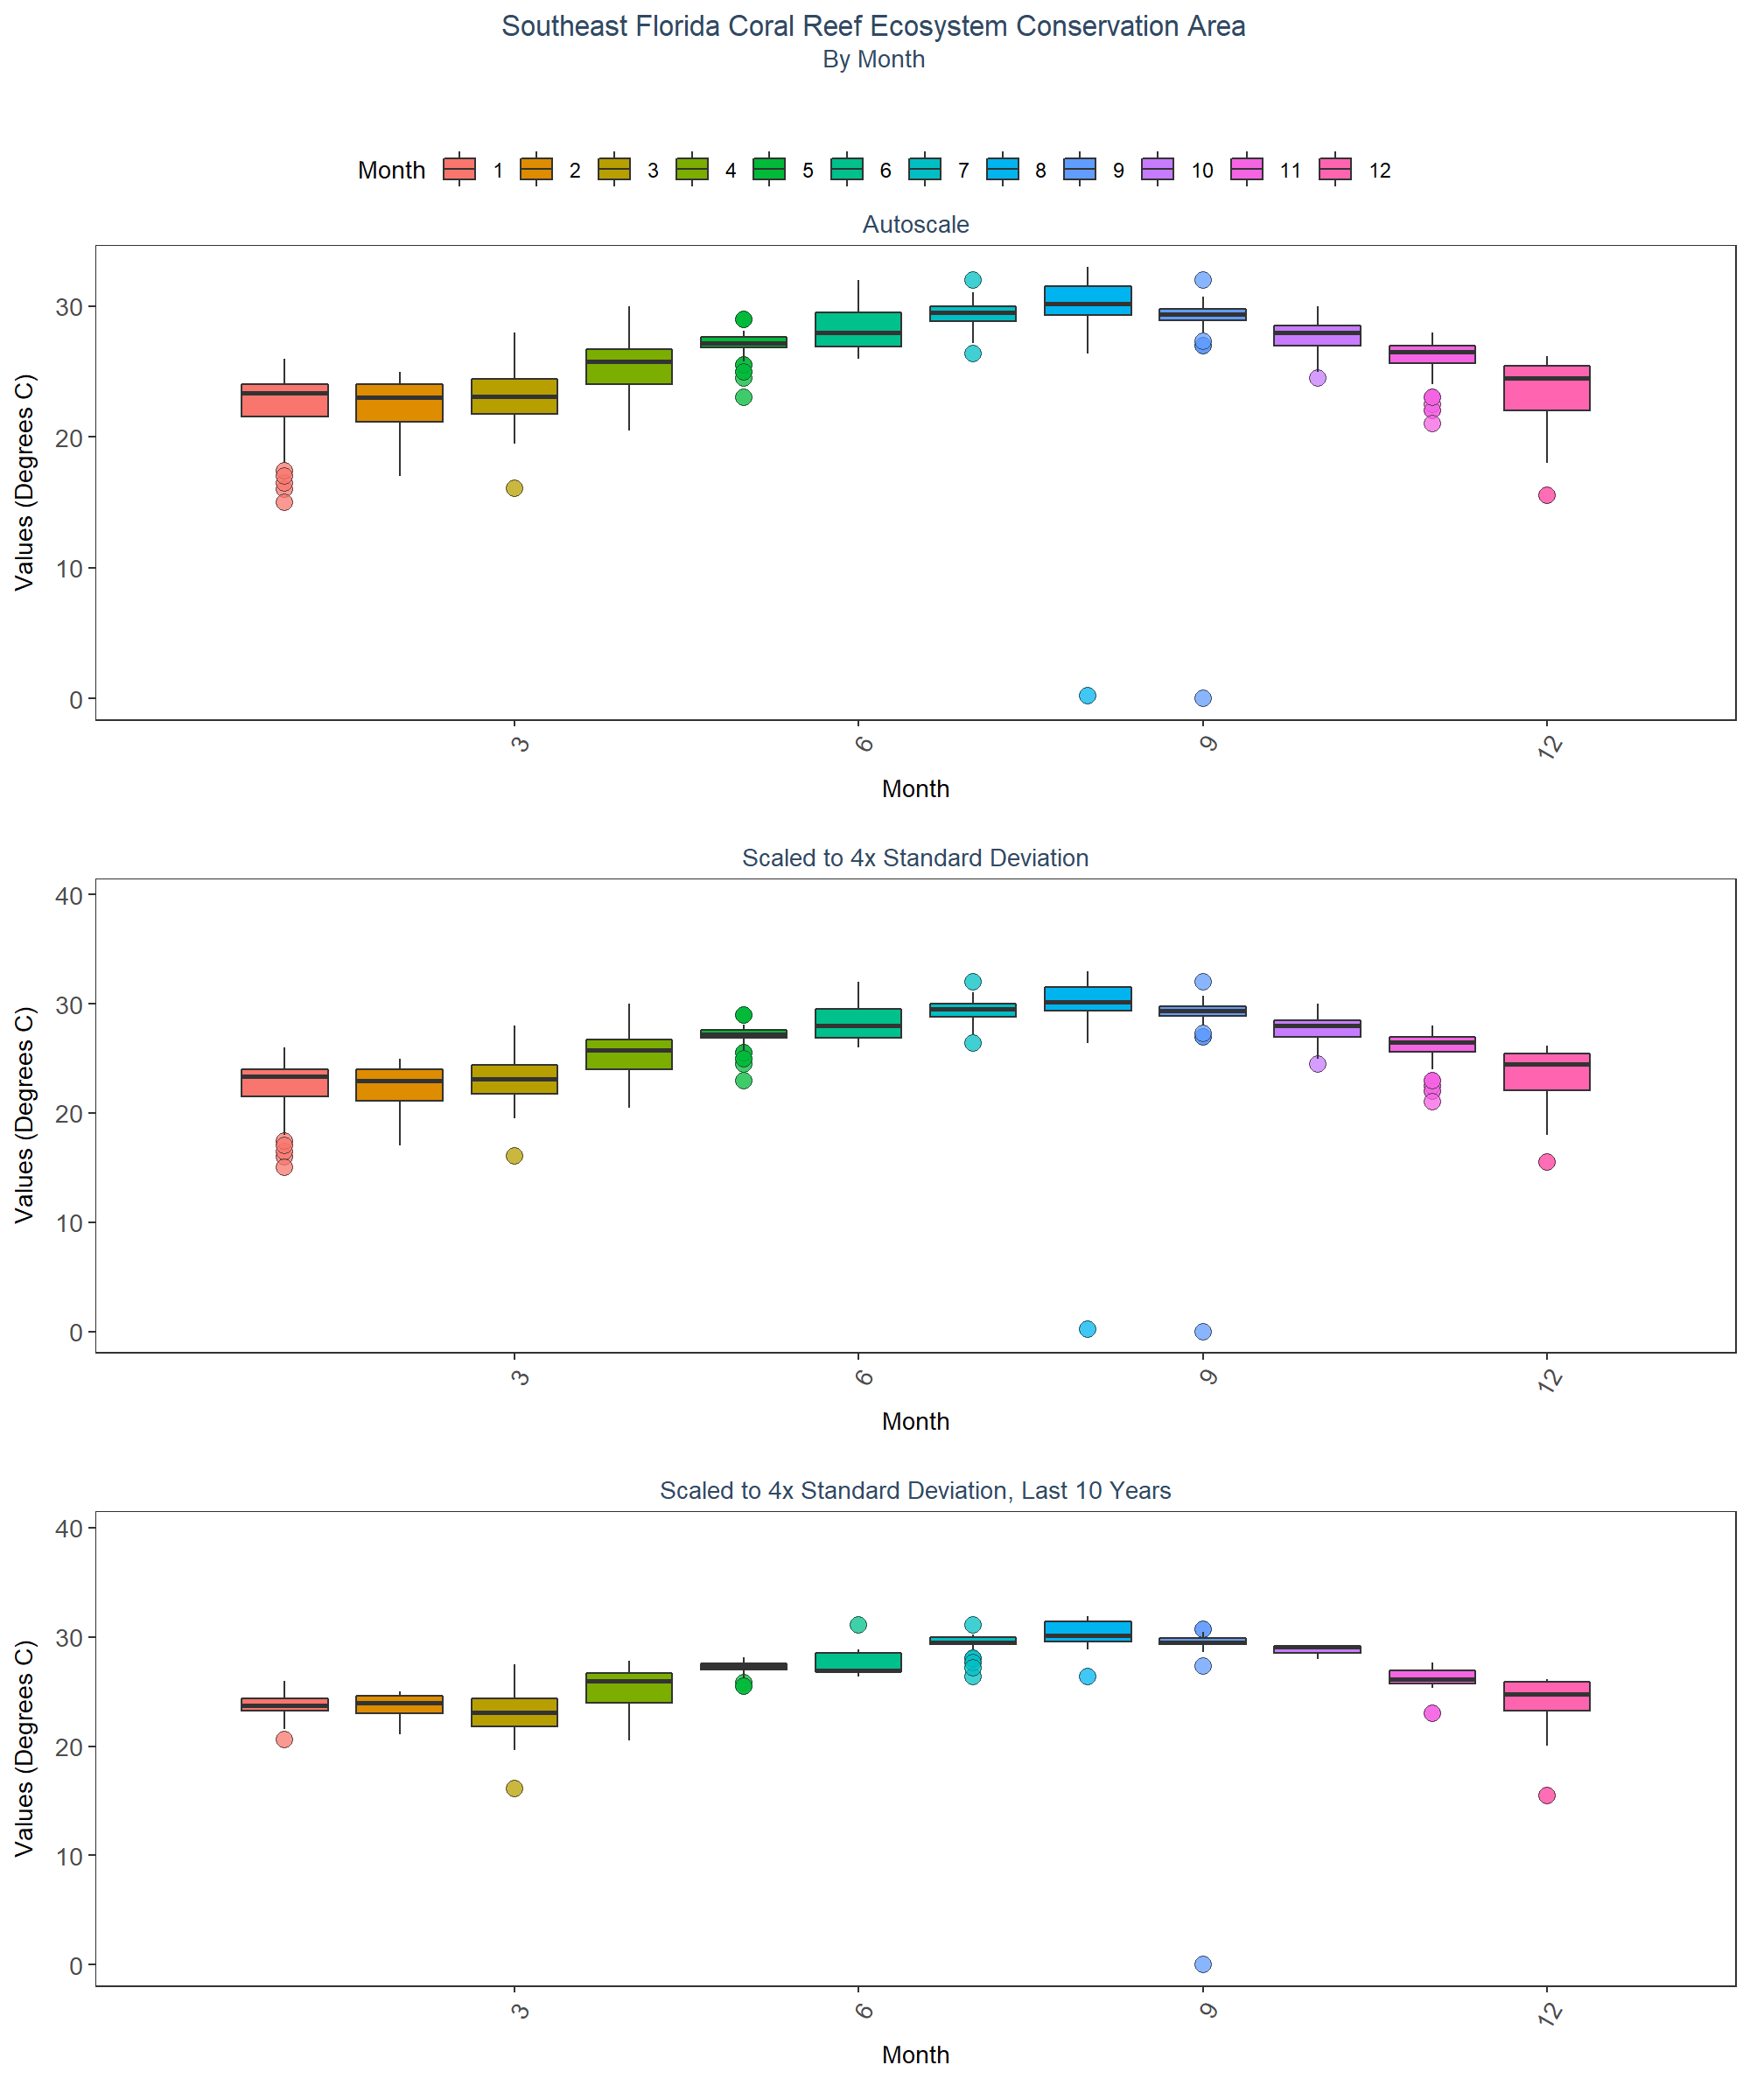 Southeast Florida Coral Reef Ecosystem Conservation Area
By Month
Month 1 2 3 4 5 6 7 8 9 10 11 12
Autoscale
Values (Degrees C)
30
20
10
0
3 6 9 12
Month
Scaled to 4x Standard Deviation
Values (Degrees C)
40
30
20
10
0
3 6 9 12
Month
Scaled to 4x Standard Deviation, Last 10 Years
Values (Degrees C)
40
30
20
10
0
3 6 9 12
Month